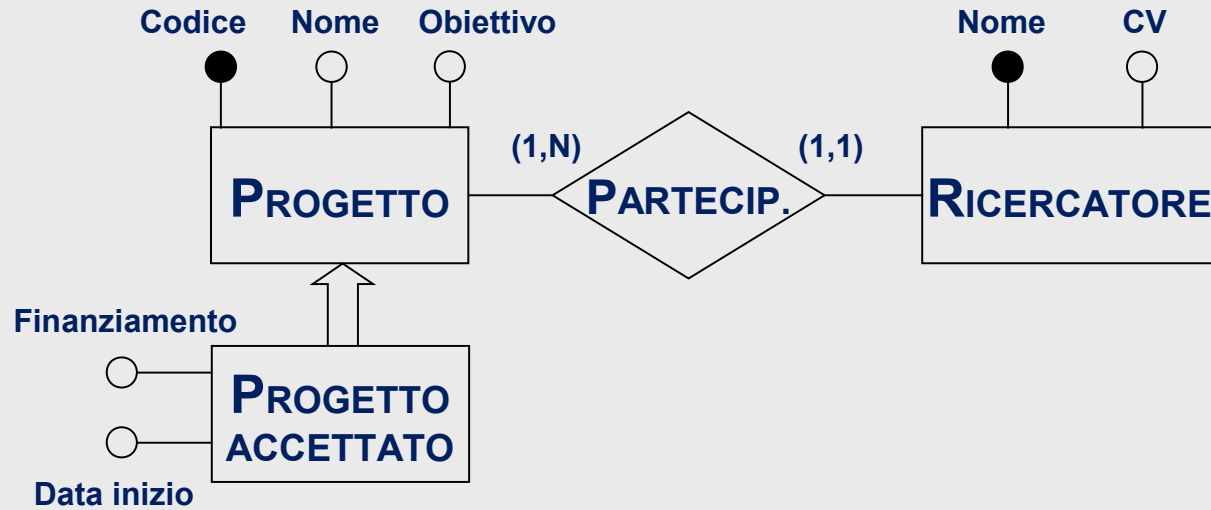 Codice Nome Obiettivo
Nome CV
(1,N) (1,1)
PROGETTO PARTECIP. RICERCATORE
Finanziamento
PROGETTO
ACCETTATO
Data inizio